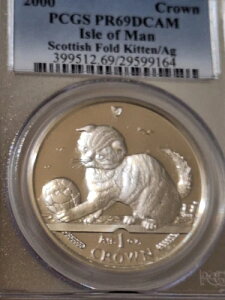 2000 Crown
PCGS PR69DCAM
Isle of Man
Scottish Fold Kitten/Ag
399512.69/29599164
1
CROWN